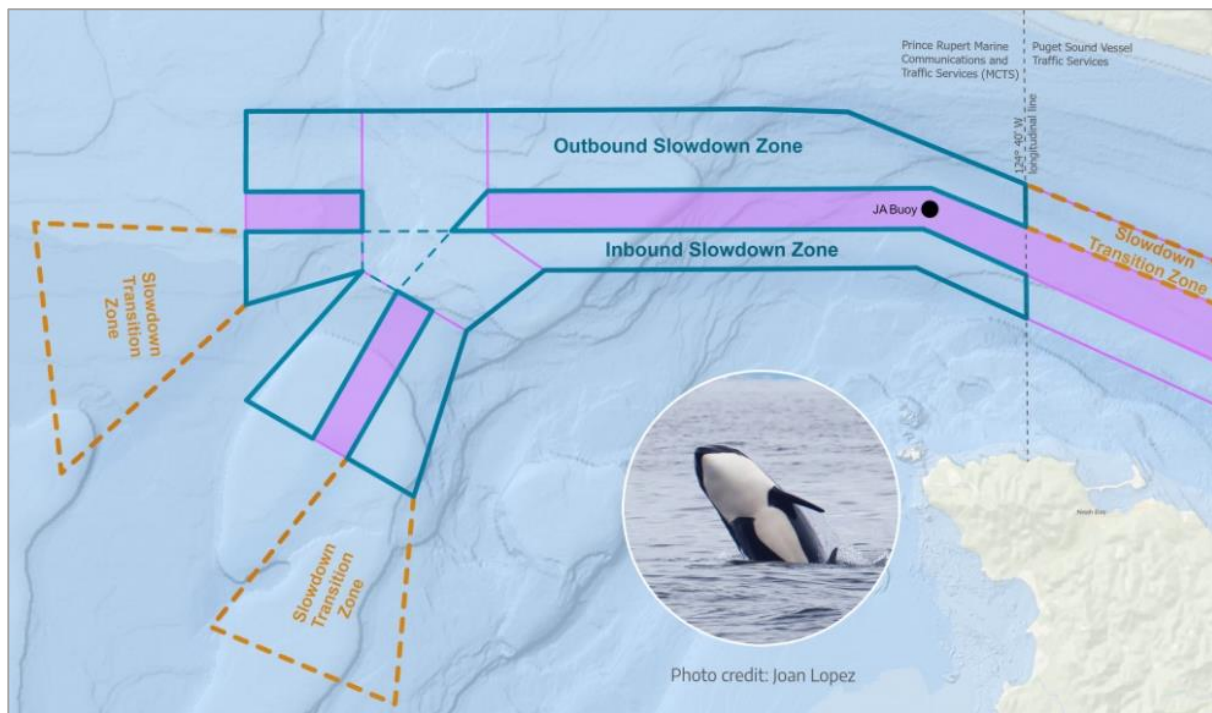 Prince Rupert Marine
Communications and
Traffic Services (MCTS)
Puget Sound Vessel
Traffic Services
124° 40' W
longitudinal line
Outbound Slowdown Zone
JA Buoy
Inbound Slowdown Zone
Slowdown
Transition Zone
Slowdown
Transition
Zone
Slowdown
Transition
Zone
Neah Bay
Photo credit: Joan Lopez